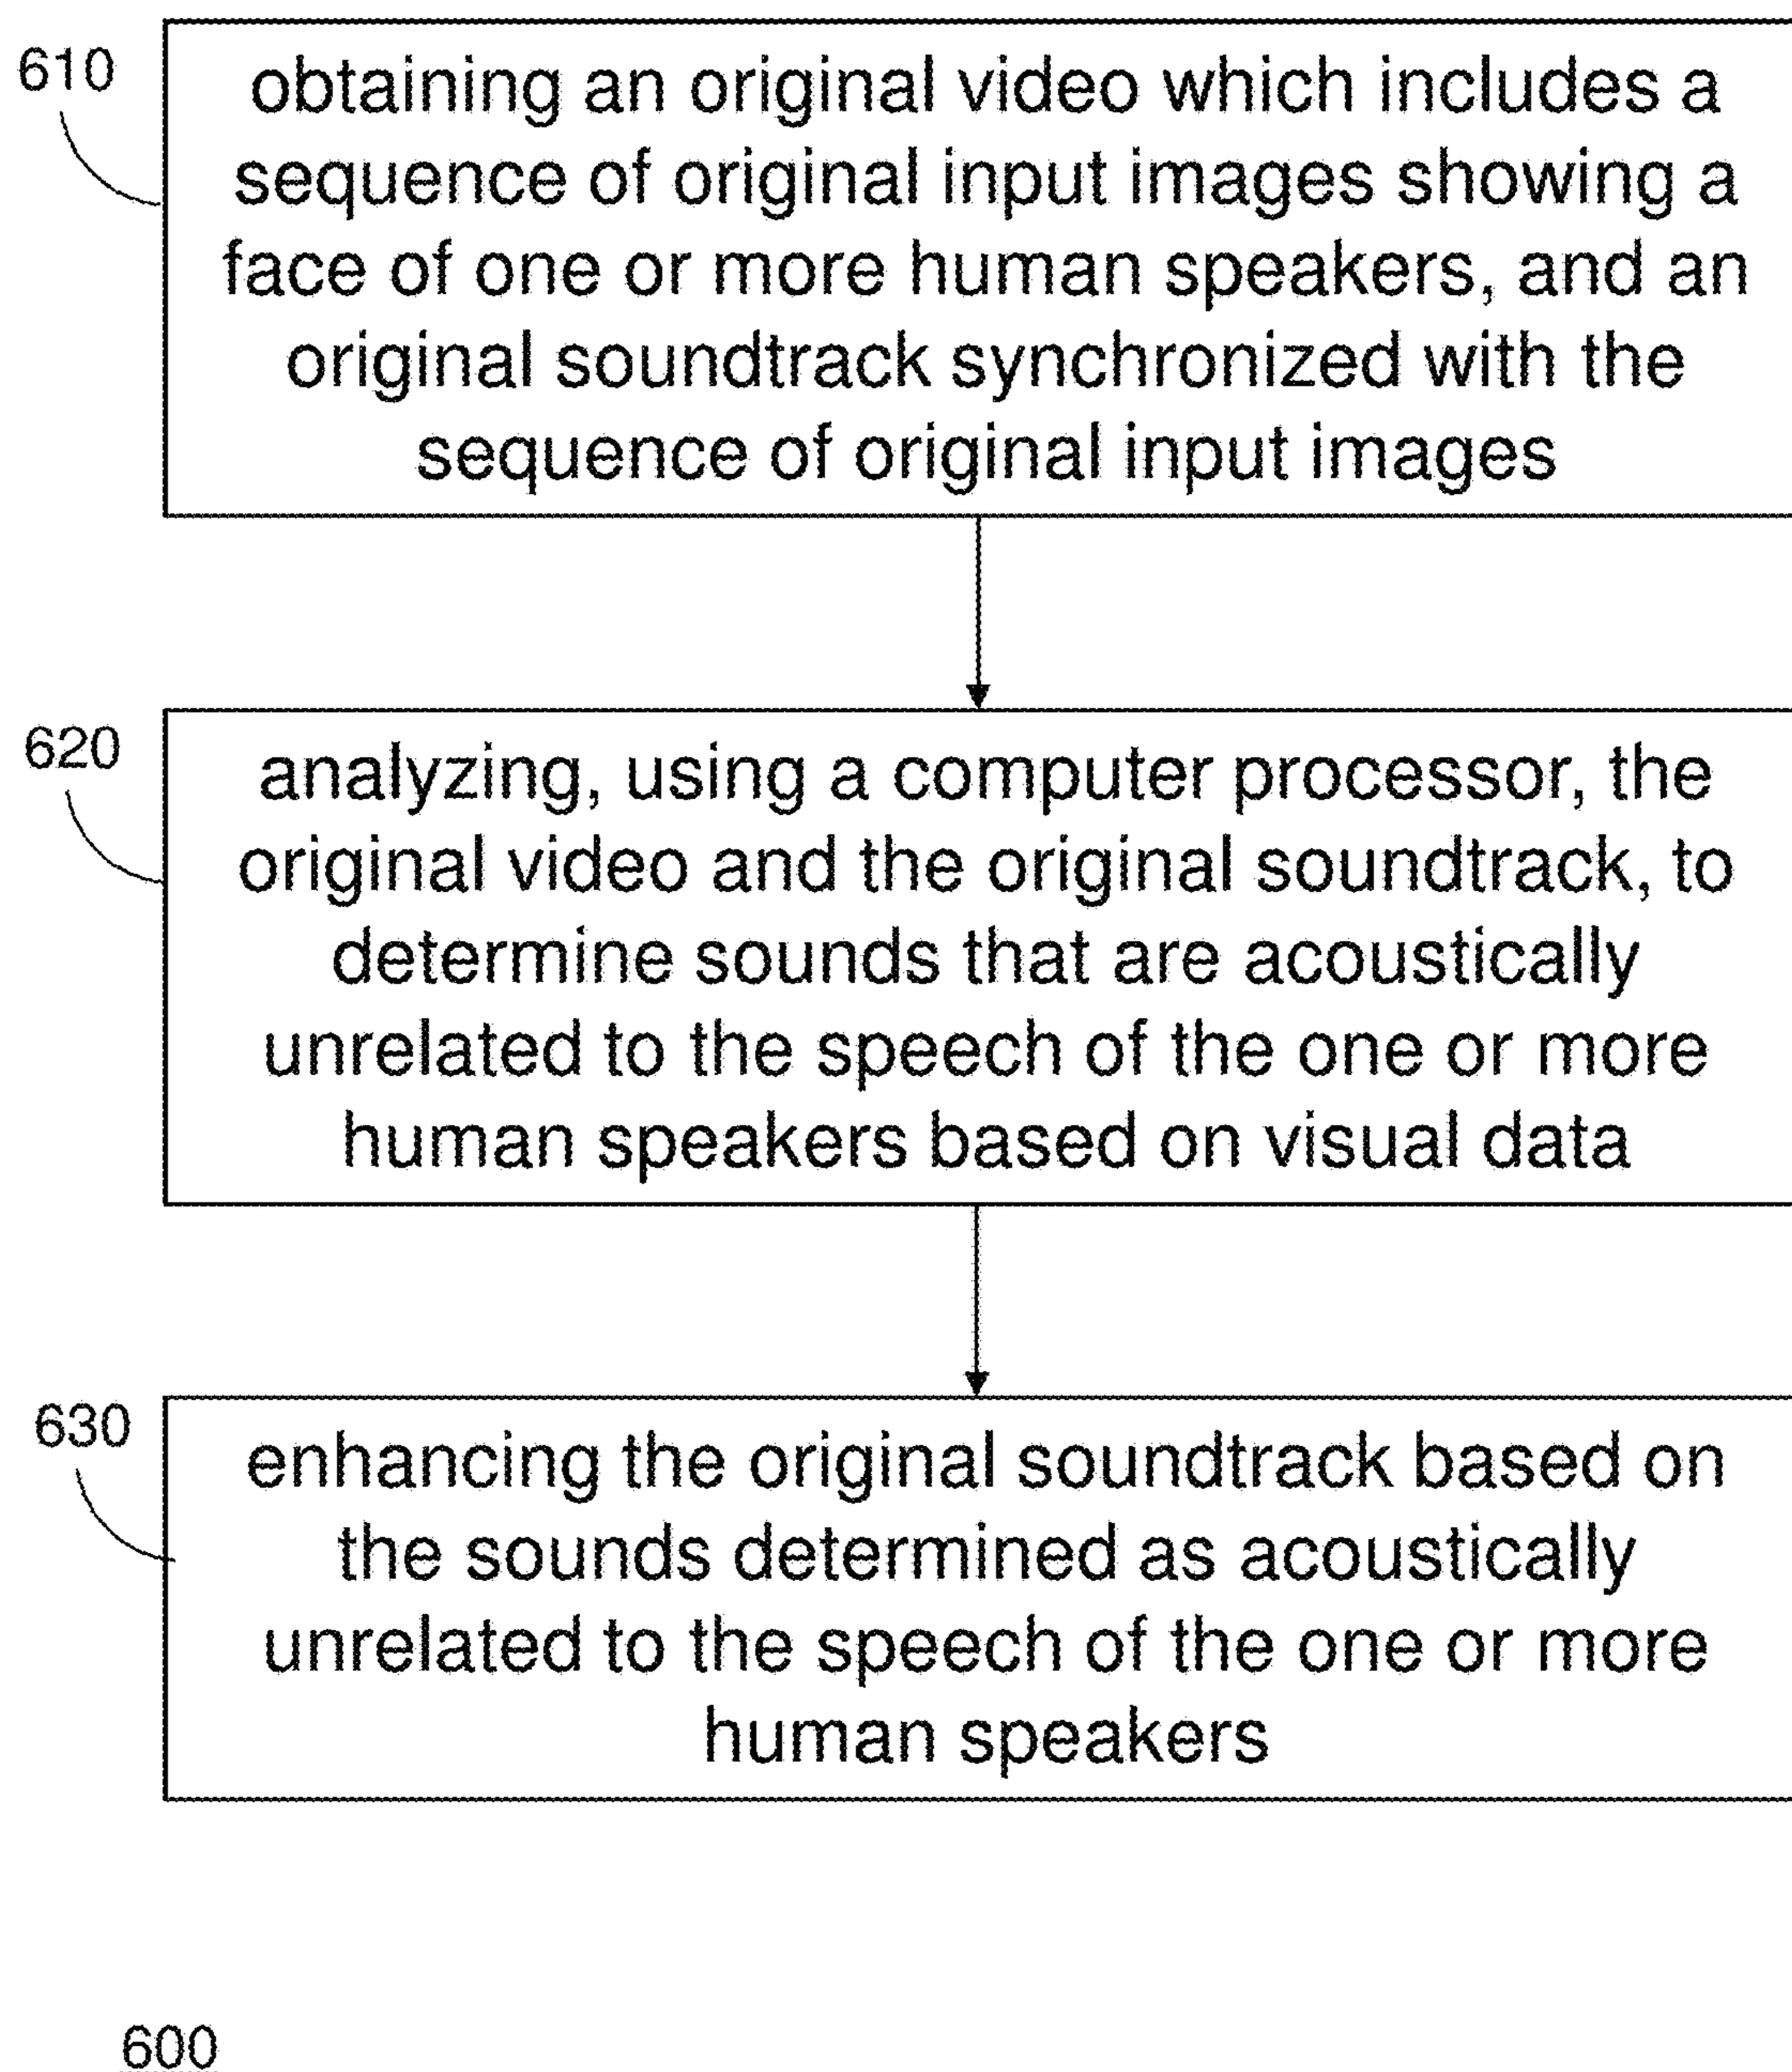 610
obtaining an original video which includes a
sequence of original input images showing a
face of one or more human speakers, and an
original soundtrack synchronized with the
sequence of original input images
620
analyzing, using a computer processor, the
original video and the original soundtrack, to
determine sounds that are acoustically
unrelated to the speech of the one or more
human speakers based on visual data
630
enhancing the original soundtrack based on
the sounds determined as acoustically
unrelated to the speech of the one or more
human speakers
600